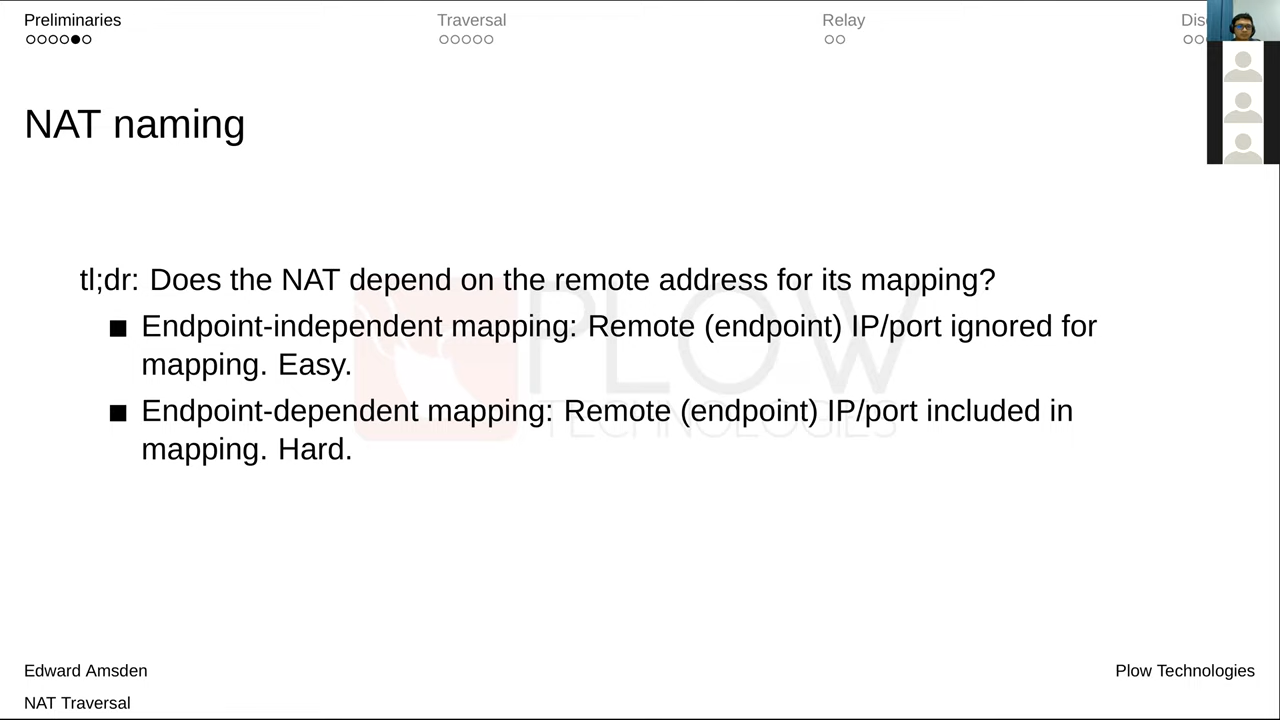 Preliminaries
Traversal
Relay
NAT naming
tl;dr: Does the NAT depend on the remote address for its mapping?
■ Endpoint-independent mapping: Remote (endpoint) IP/port ignored for
mapping. Easy.
■ Endpoint-dependent mapping: Remote (endpoint) IP/port included in
mapping. Hard.
PLOW
TECHNOLOGIES
Edward Amsden
Plow Technologies
NAT Traversal